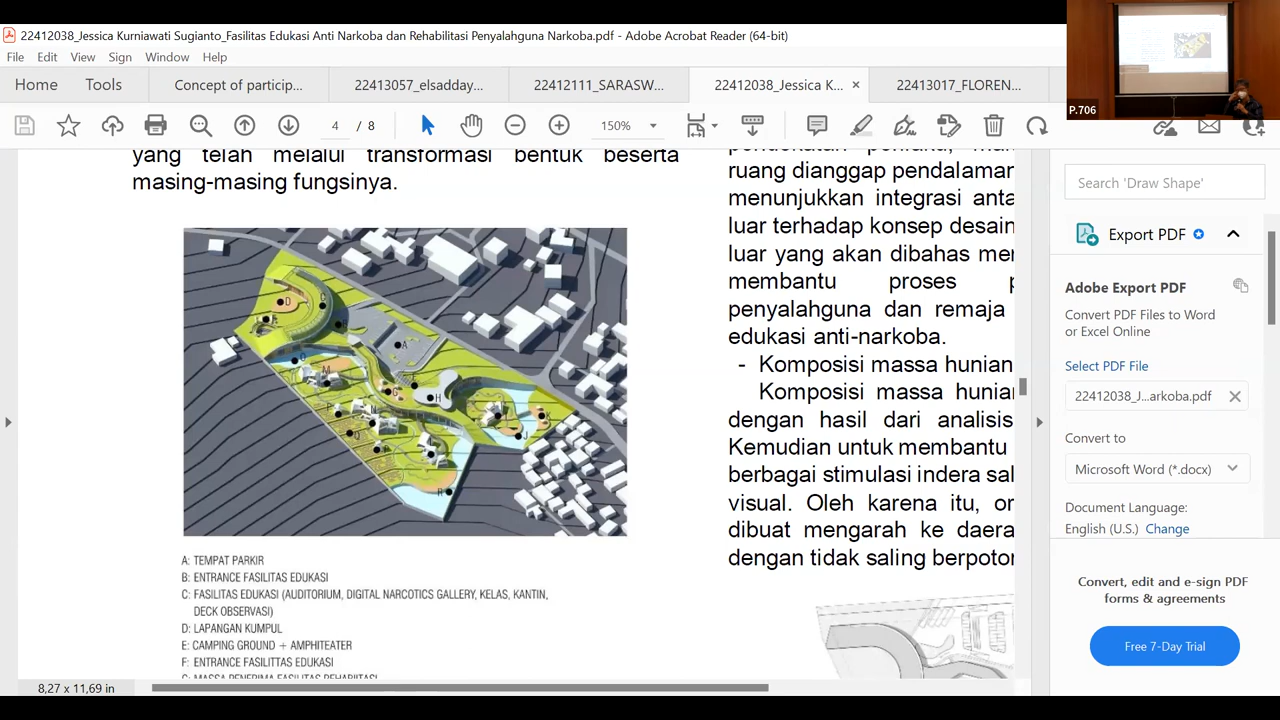 22412038_Jessica Kurniawati Sugianto_Fasilitas Edukasi Anti Narkoba dan Rehabilitasi Penyalahguna Narkoba.pdf - Adobe Acrobat Reader (64-bit)
File Edit View Sign Window Help
Home Tools Concept of particip... 22413057_elsadday... 22412111_SARASW... 22412038_Jessica K... × 22413017_FLOREN...
P.706
4 / 8 150%
yang telah melalui transformasi bentuk beserta
masing-masing fungsinya.
A: TEMPAT PARKIR
B: ENTRANCE FASILITAS EDUKASI
C: FASILITAS EDUKASI (AUDITORIUM, DIGITAL NARCOTICS GALLERY, KELAS, KANTIN,
DECK OBSERVASI)
D: LAPANGAN KUMPUL
E: CAMPING GROUND + AMPHITEATER
F: ENTRANCE FASILITTAS EDUKASI
ruang dianggap pendalamar
menunjukkan integrasi anta
luar terhadap konsep desain
luar yang akan dibahas mer
membantu proses p
penyalahguna dan remaja
edukasi anti-narkoba.
- Komposisi massa hunian
Komposisi massa huniar
dengan hasil dari analisis
Kemudian untuk membantu
berbagai stimulasi indera sal
visual. Oleh karena itu, or
dibuat mengarah ke daera
dengan tidak saling berpotor
Search 'Draw Shape'
Export PDF
Adobe Export PDF
Convert PDF Files to Word
or Excel Online
Select PDF File
22412038_J...arkoba.pdf
Convert to
Microsoft Word (*.docx)
Document Language:
English (U.S.) Change
Convert, edit and e-sign PDF
forms & agreements
Free 7-Day Trial
8,27 x 11,69 in